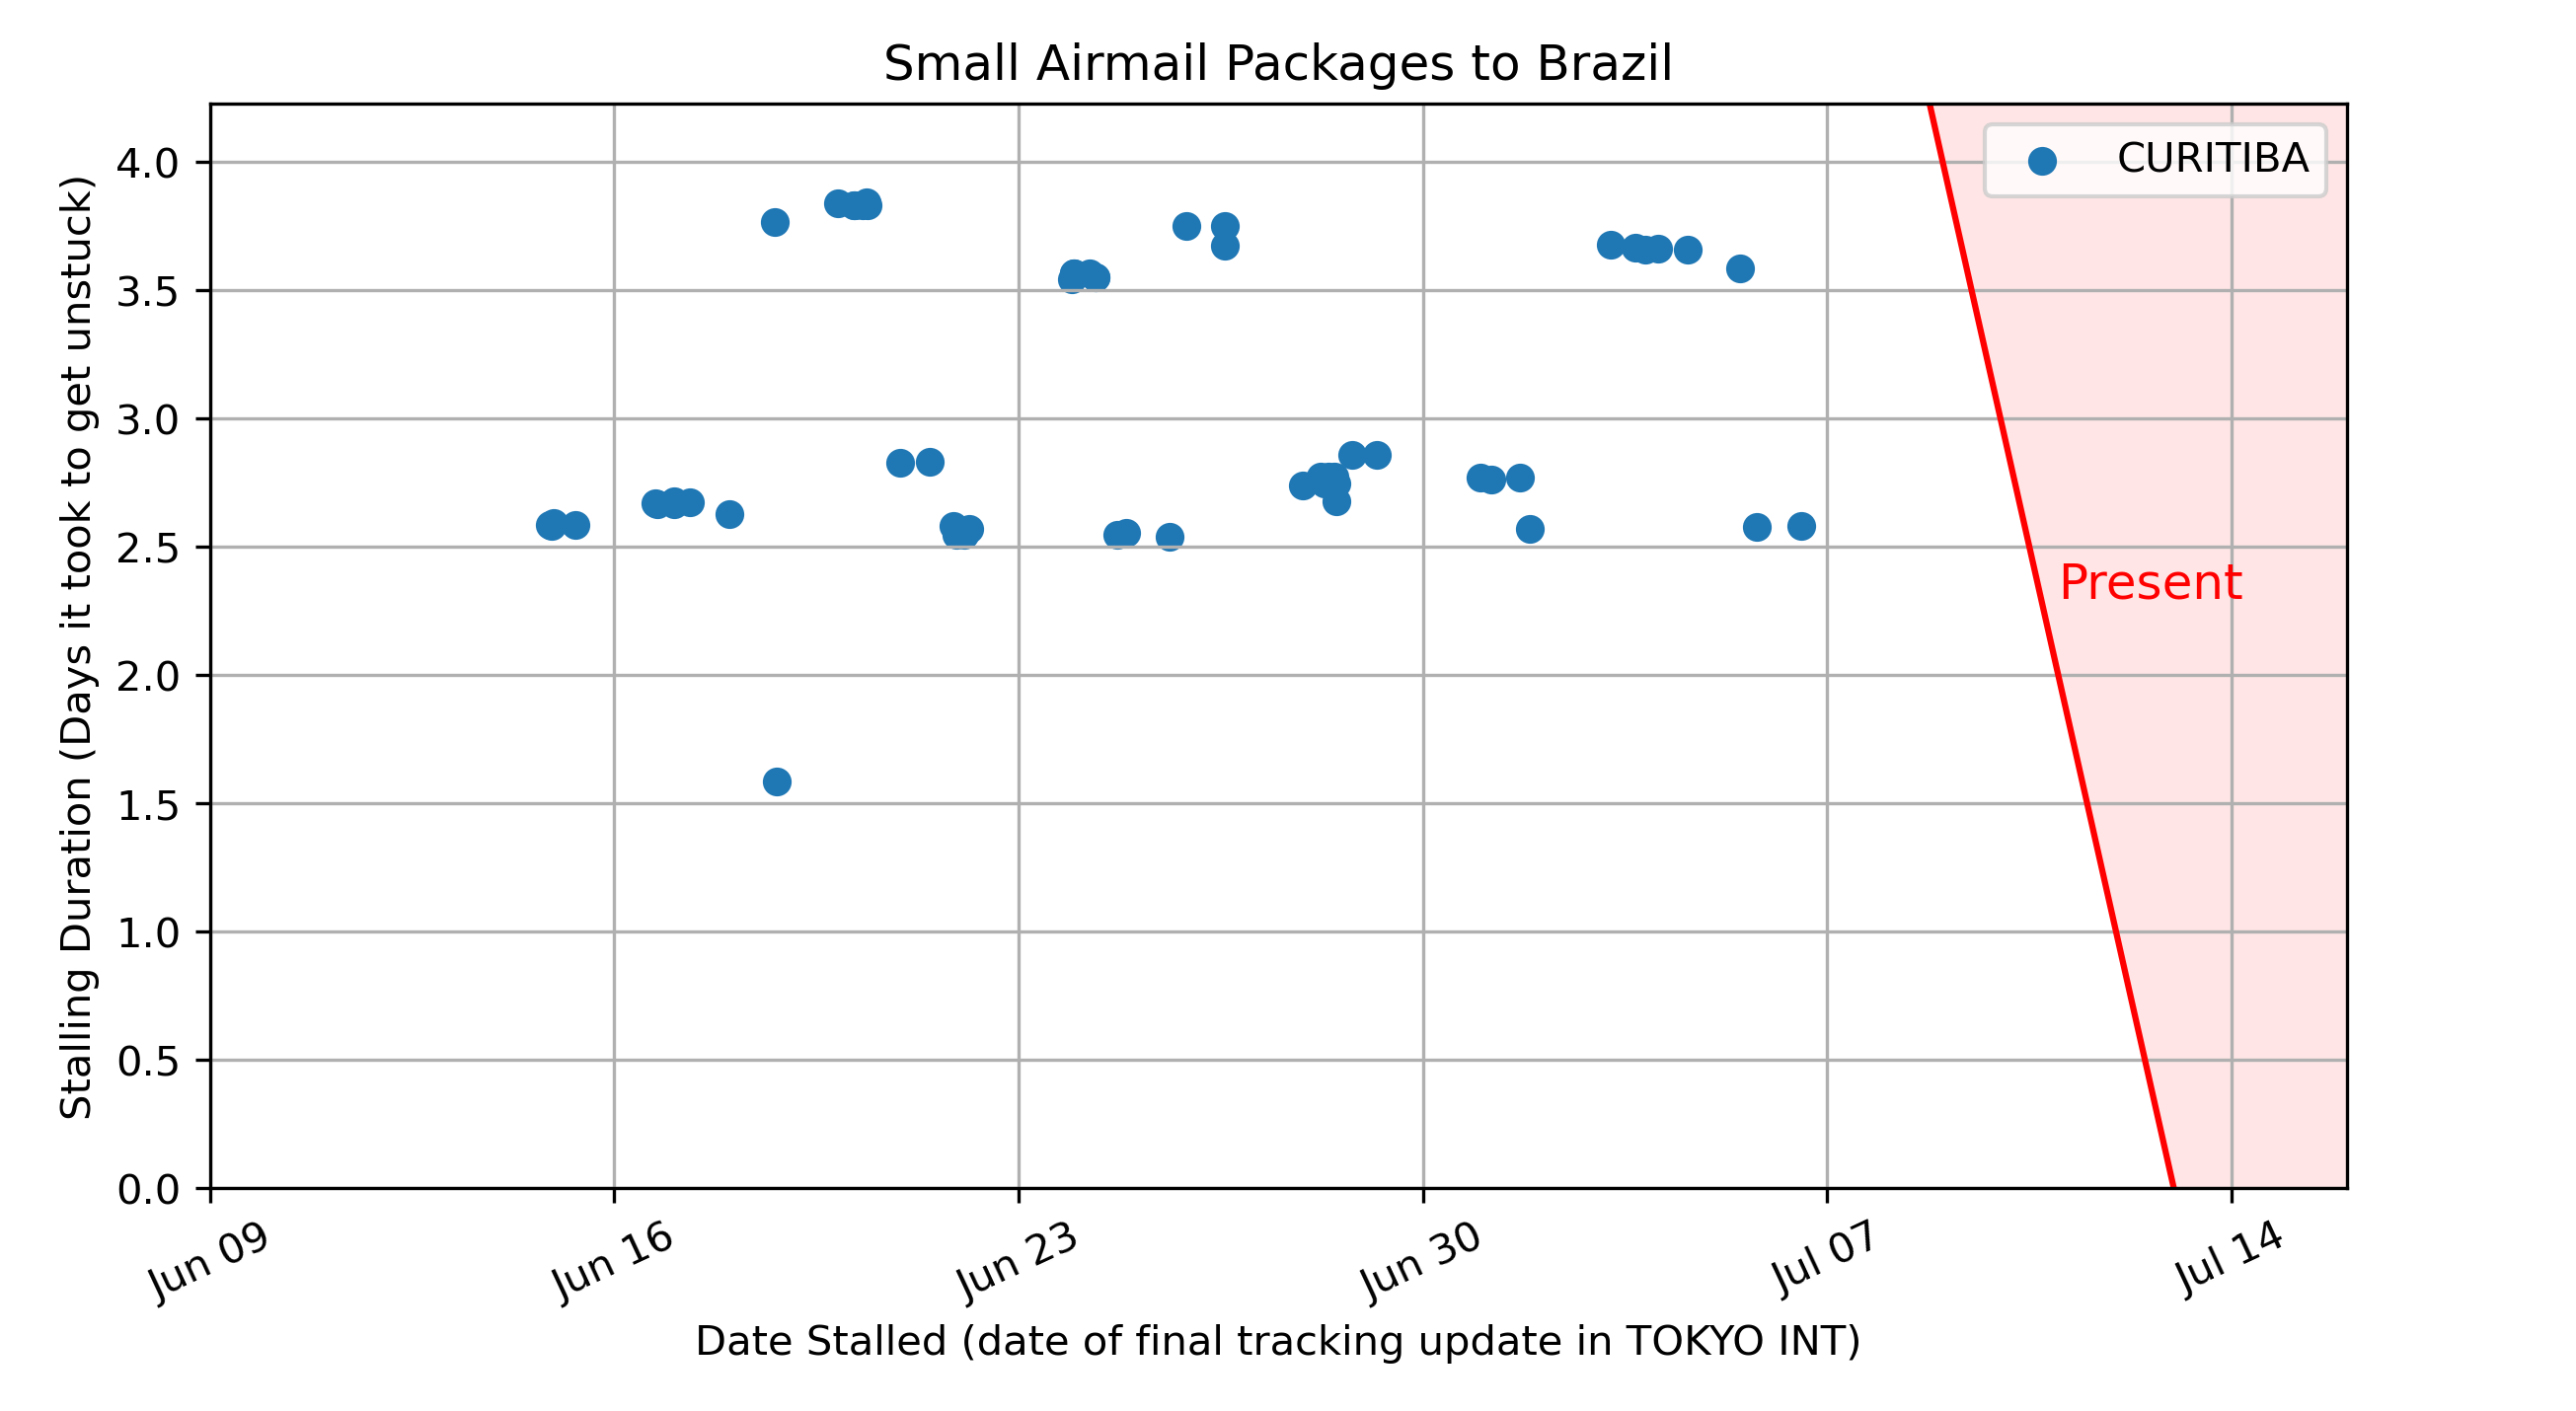 Small Airmail Packages to Brazil
CURITIBA
Present
Stalling Duration (Days it took to get unstuck)
4.0
3.5
3.0
2.5
2.0
1.5
1.0
0.5
0.0
Jun 09
Jun 16
Jun 23
Jun 30
Jul 07
Jul 14
Date Stalled (date of final tracking update in TOKYO INT)